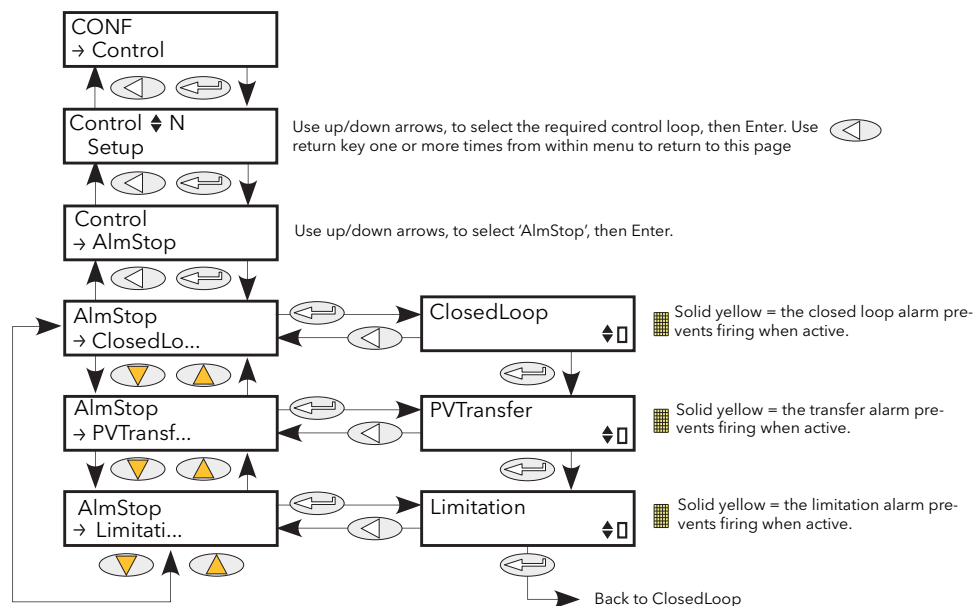 CONF
→ Control
Control ♦ N
Setup
Use up/down arrows, to select the required control loop, then Enter. Use
return key one or more times from within menu to return to this page
Control
→ AlmStop
Use up/down arrows, to select ‘AlmStop’, then Enter.
AlmStop
→ ClosedLo...
ClosedLoop
Solid yellow = the closed loop alarm pre-
vents firing when active.
AlmStop
→ PVTransf...
PVTransfer
Solid yellow = the transfer alarm pre-
vents firing when active.
AlmStop
→ Limitati...
Limitation
Solid yellow = the limitation alarm pre-
vents firing when active.
Back to ClosedLoop